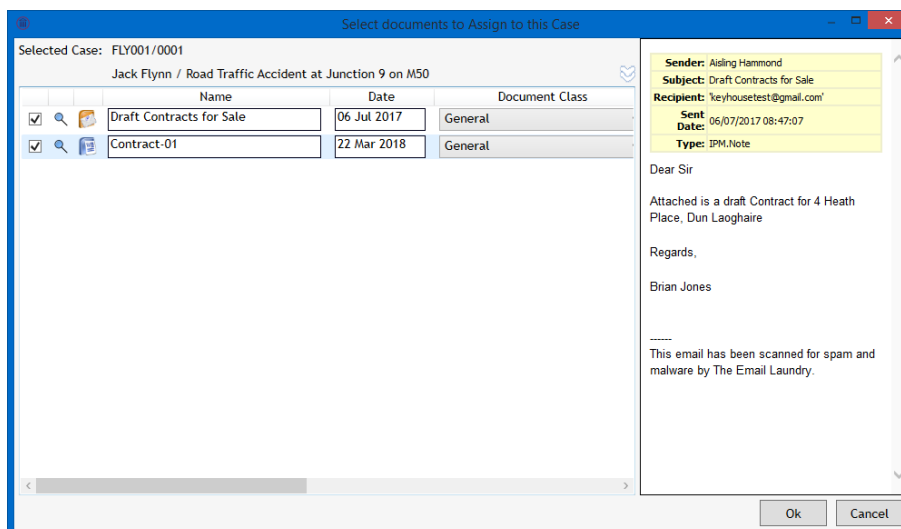 Select documents to Assign to this Case
Selected Case: FLY001/0001
Jack Flynn / Road Traffic Accident at Junction 9 on M50
Name Date Document Class
Draft Contracts for Sale 06 Jul 2017 General
Contract-01 22 Mar 2018 General
Sender: Aisling Hammond
Subject: Draft Contracts for Sale
Recipient: 'keyhousetest@gmail.com'
Sent
Date: 06/07/2017 08:47:07
Type: IPM.Note
Dear Sir
Attached is a draft Contract for 4 Heath
Place, Dun Laoghaire
Regards,
Brian Jones
------
This email has been scanned for spam and
malware by The Email Laundry.
Ok Cancel